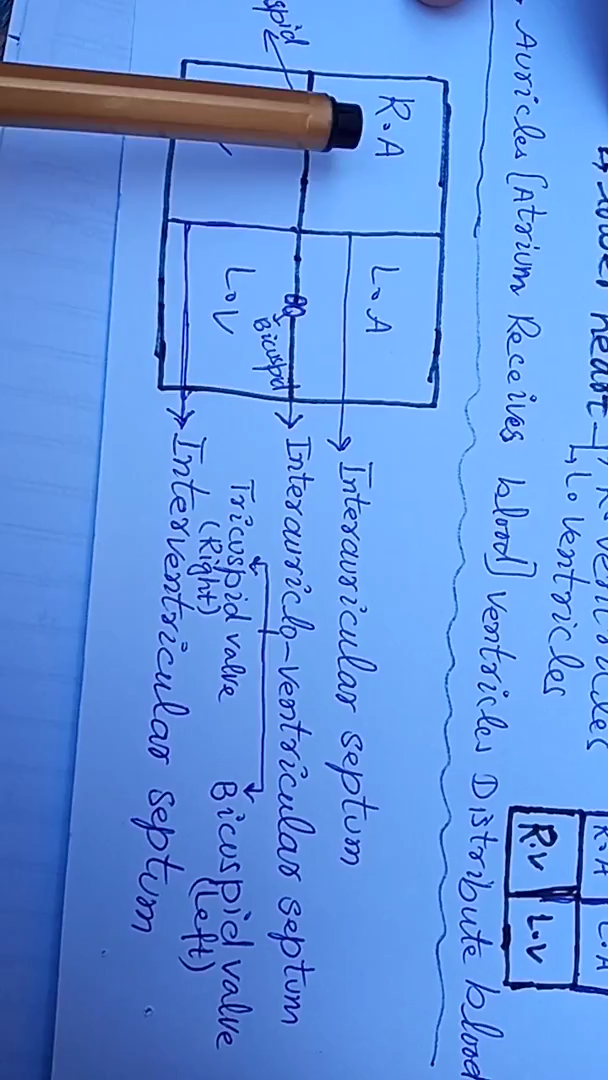 R. Ventricles
L. ventricles
R.A L.A
R.V L.V
Auricles [Atrium Receives blood] ventricles Distribute blood
R.A
L.A
L.V
Bicuspid
Interauricular septum
Interauriclo-ventricular septum
Tricuspid valve Bicuspid valve
(Right) (Left)
Interventricular septum